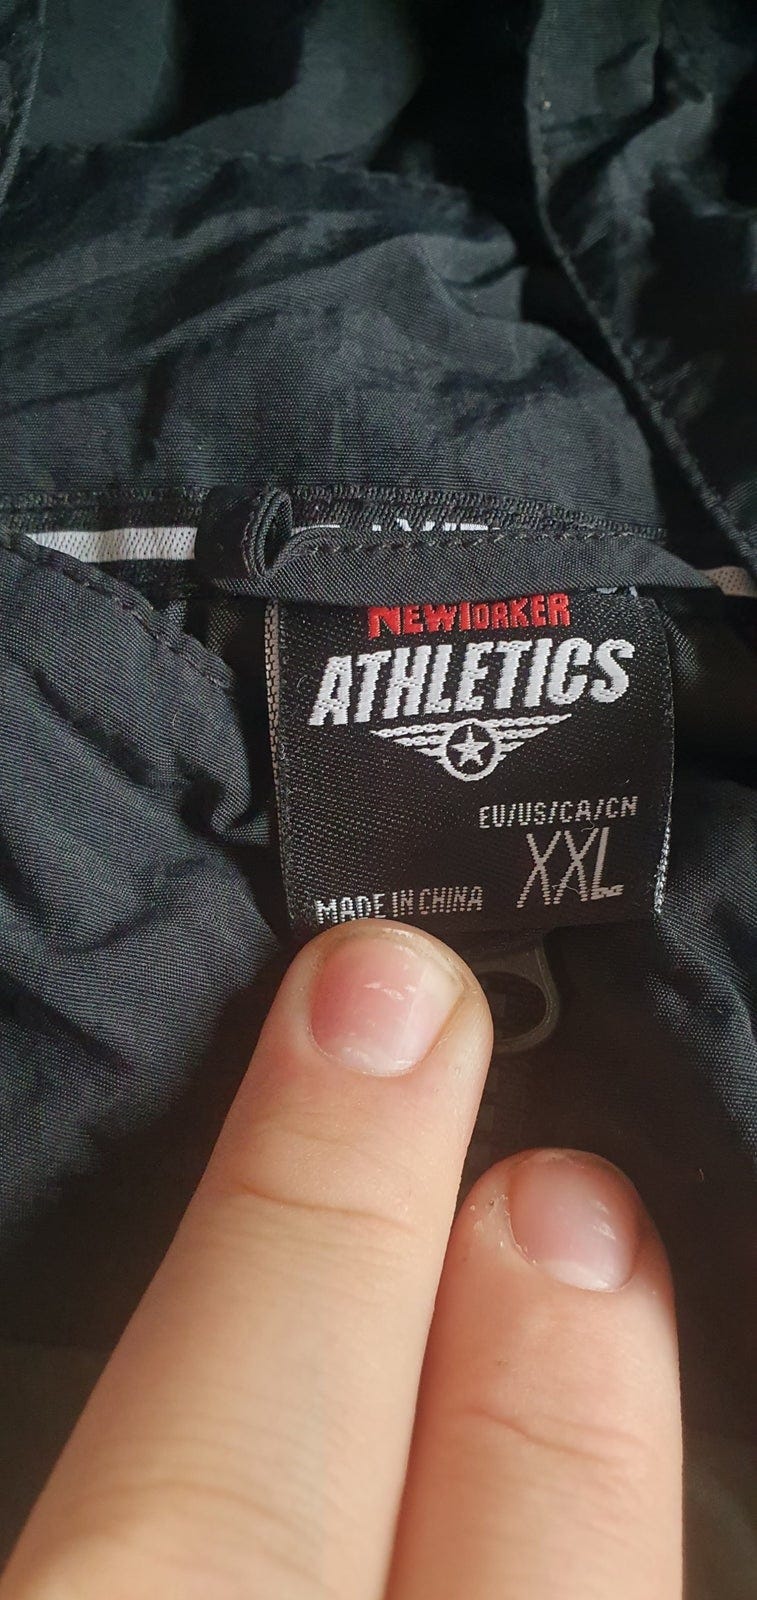 NEWYORKER
ATHLETICS
EU/US/CA/CN
XXL
MADE IN CHINA